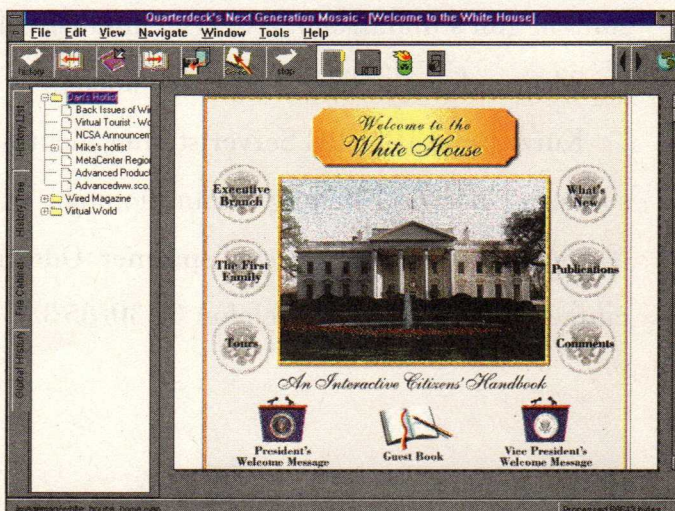 Quarterdeck's Next Generation Mosaic - [Welcome to the White House]
File Edit View Navigate Window Tools Help
factory
stop
History List
History Tree
File Cabinet
Global History
Dan's Hotlist
Back Issues of Wir
Virtual Tourist - Wo
NCSA Announcem
Mike's hotlist
MetaCenter Region
Advanced Product
Advancedww.sco.
Wired Magazine
Virtual World
Welcome to the
White House
Executive
Branch
The First
Family
Tours
What's
New
Publications
Comments
An Interactive Citizens' Handbook
President's
Welcome Message
Guest Book
Vice President's
Welcome Message